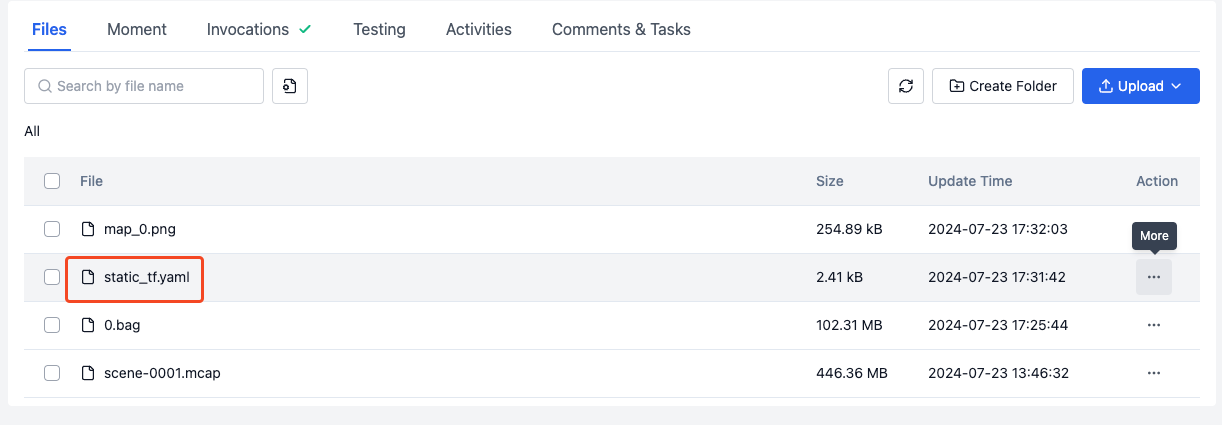 Files Moment Invocations Testing Activities Comments & Tasks
Search by file name Create Folder Upload
All
File Size Update Time Action
map_0.png 254.89 kB 2024-07-23 17:32:03
More
static_tf.yaml 2.41 kB 2024-07-23 17:31:42
0.bag 102.31 MB 2024-07-23 17:25:44
scene-0001.mcap 446.36 MB 2024-07-23 13:46:32